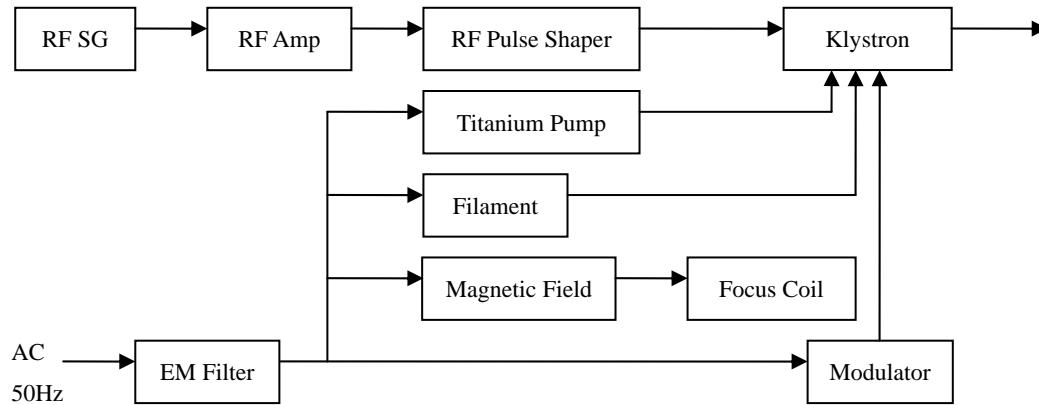 RF SG
RF Amp
RF Pulse Shaper
Klystron
Titanium Pump
Filament
Magnetic Field
Focus Coil
AC
50Hz
EM Filter
Modulator